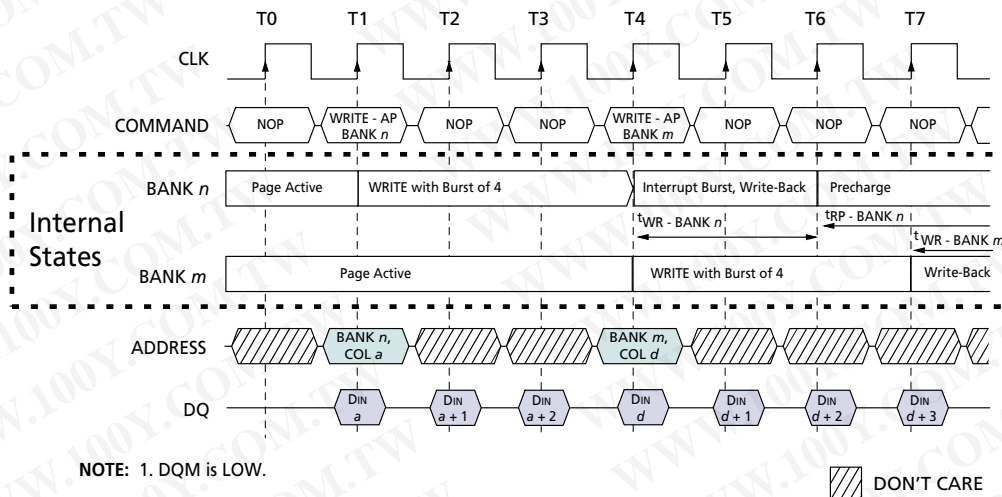 T0 T1 T2 T3 T4 T5 T6 T7
CLK
COMMAND NOP WRITE - AP BANK n NOP NOP WRITE - AP BANK m NOP NOP NOP
BANK n Page Active WRITE with Burst of 4 Interrupt Burst, Write-Back Precharge
Internal States
tWR - BANK n tRP - BANK n
tWR - BANK m
BANK m Page Active WRITE with Burst of 4 Write-Back
ADDRESS BANK n, COL a BANK m, COL d
DQ DIN a DIN a + 1 DIN a + 2 DIN d DIN d + 1 DIN d + 2 DIN d + 3
NOTE: 1. DQM is LOW.
DON'T CARE
WWW.100Y.COM.TW